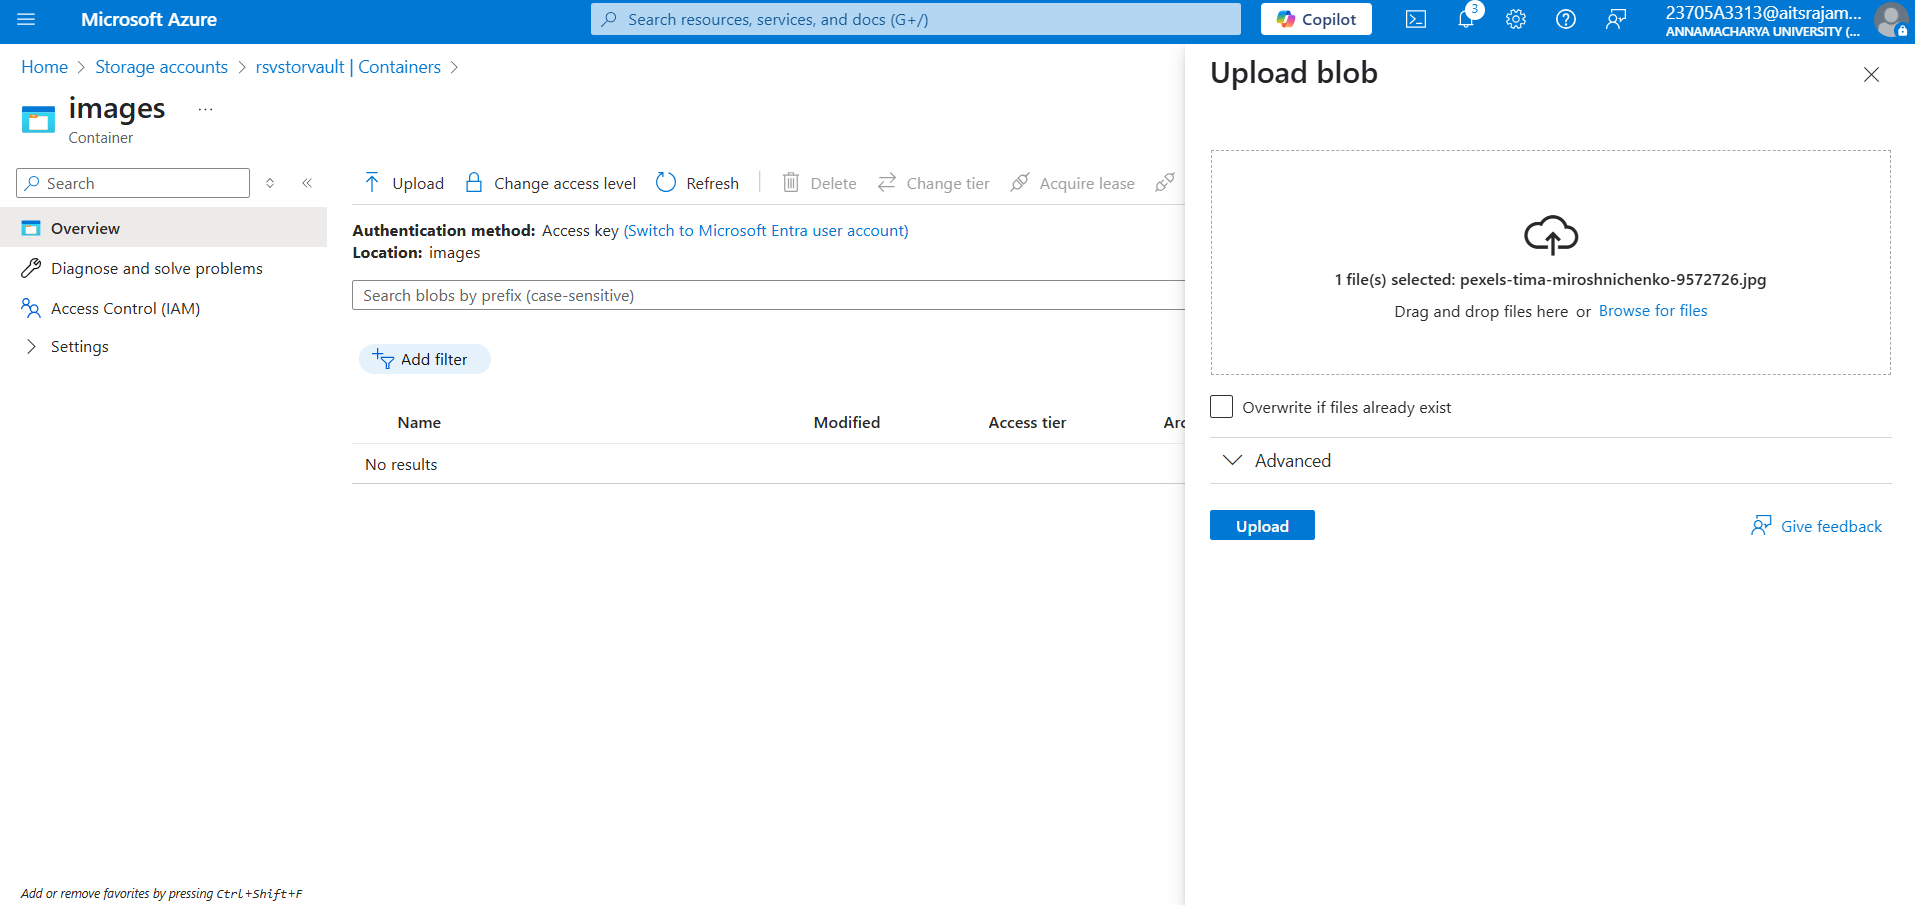 Microsoft Azure
Search resources, services, and docs (G+/)
Copilot
3
23705A3313@aitsrajam...
ANNAMACHARYA UNIVERSITY (...
Home > Storage accounts > rsvstorvault | Containers >
images ...
Container
Search
Overview
Diagnose and solve problems
Access Control (IAM)
Settings
Upload Change access level Refresh Delete Change tier Acquire lease
Authentication method: Access key (Switch to Microsoft Entra user account)
Location: images
Search blobs by prefix (case-sensitive)
Add filter
Name Modified Access tier Arc
No results
Upload blob
1 file(s) selected: pexels-tima-miroshnichenko-9572726.jpg
Drag and drop files here or Browse for files
Overwrite if files already exist
Advanced
Upload
Give feedback
Add or remove favorites by pressing Ctrl+Shift+F